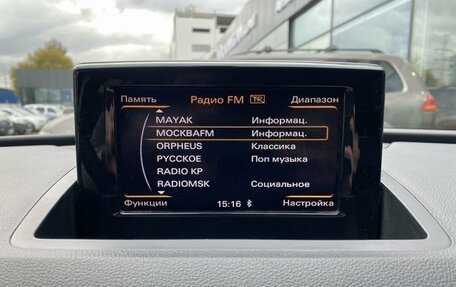 Память Радио FM TP Диапазон
MAYAK Информац.
МОСКВАFM Информац.
ORPHEUS Классика
РУССКОЕ Поп музыка
RADIO KP
RADIOMSK Социальное
Функции 15:16 Настройка